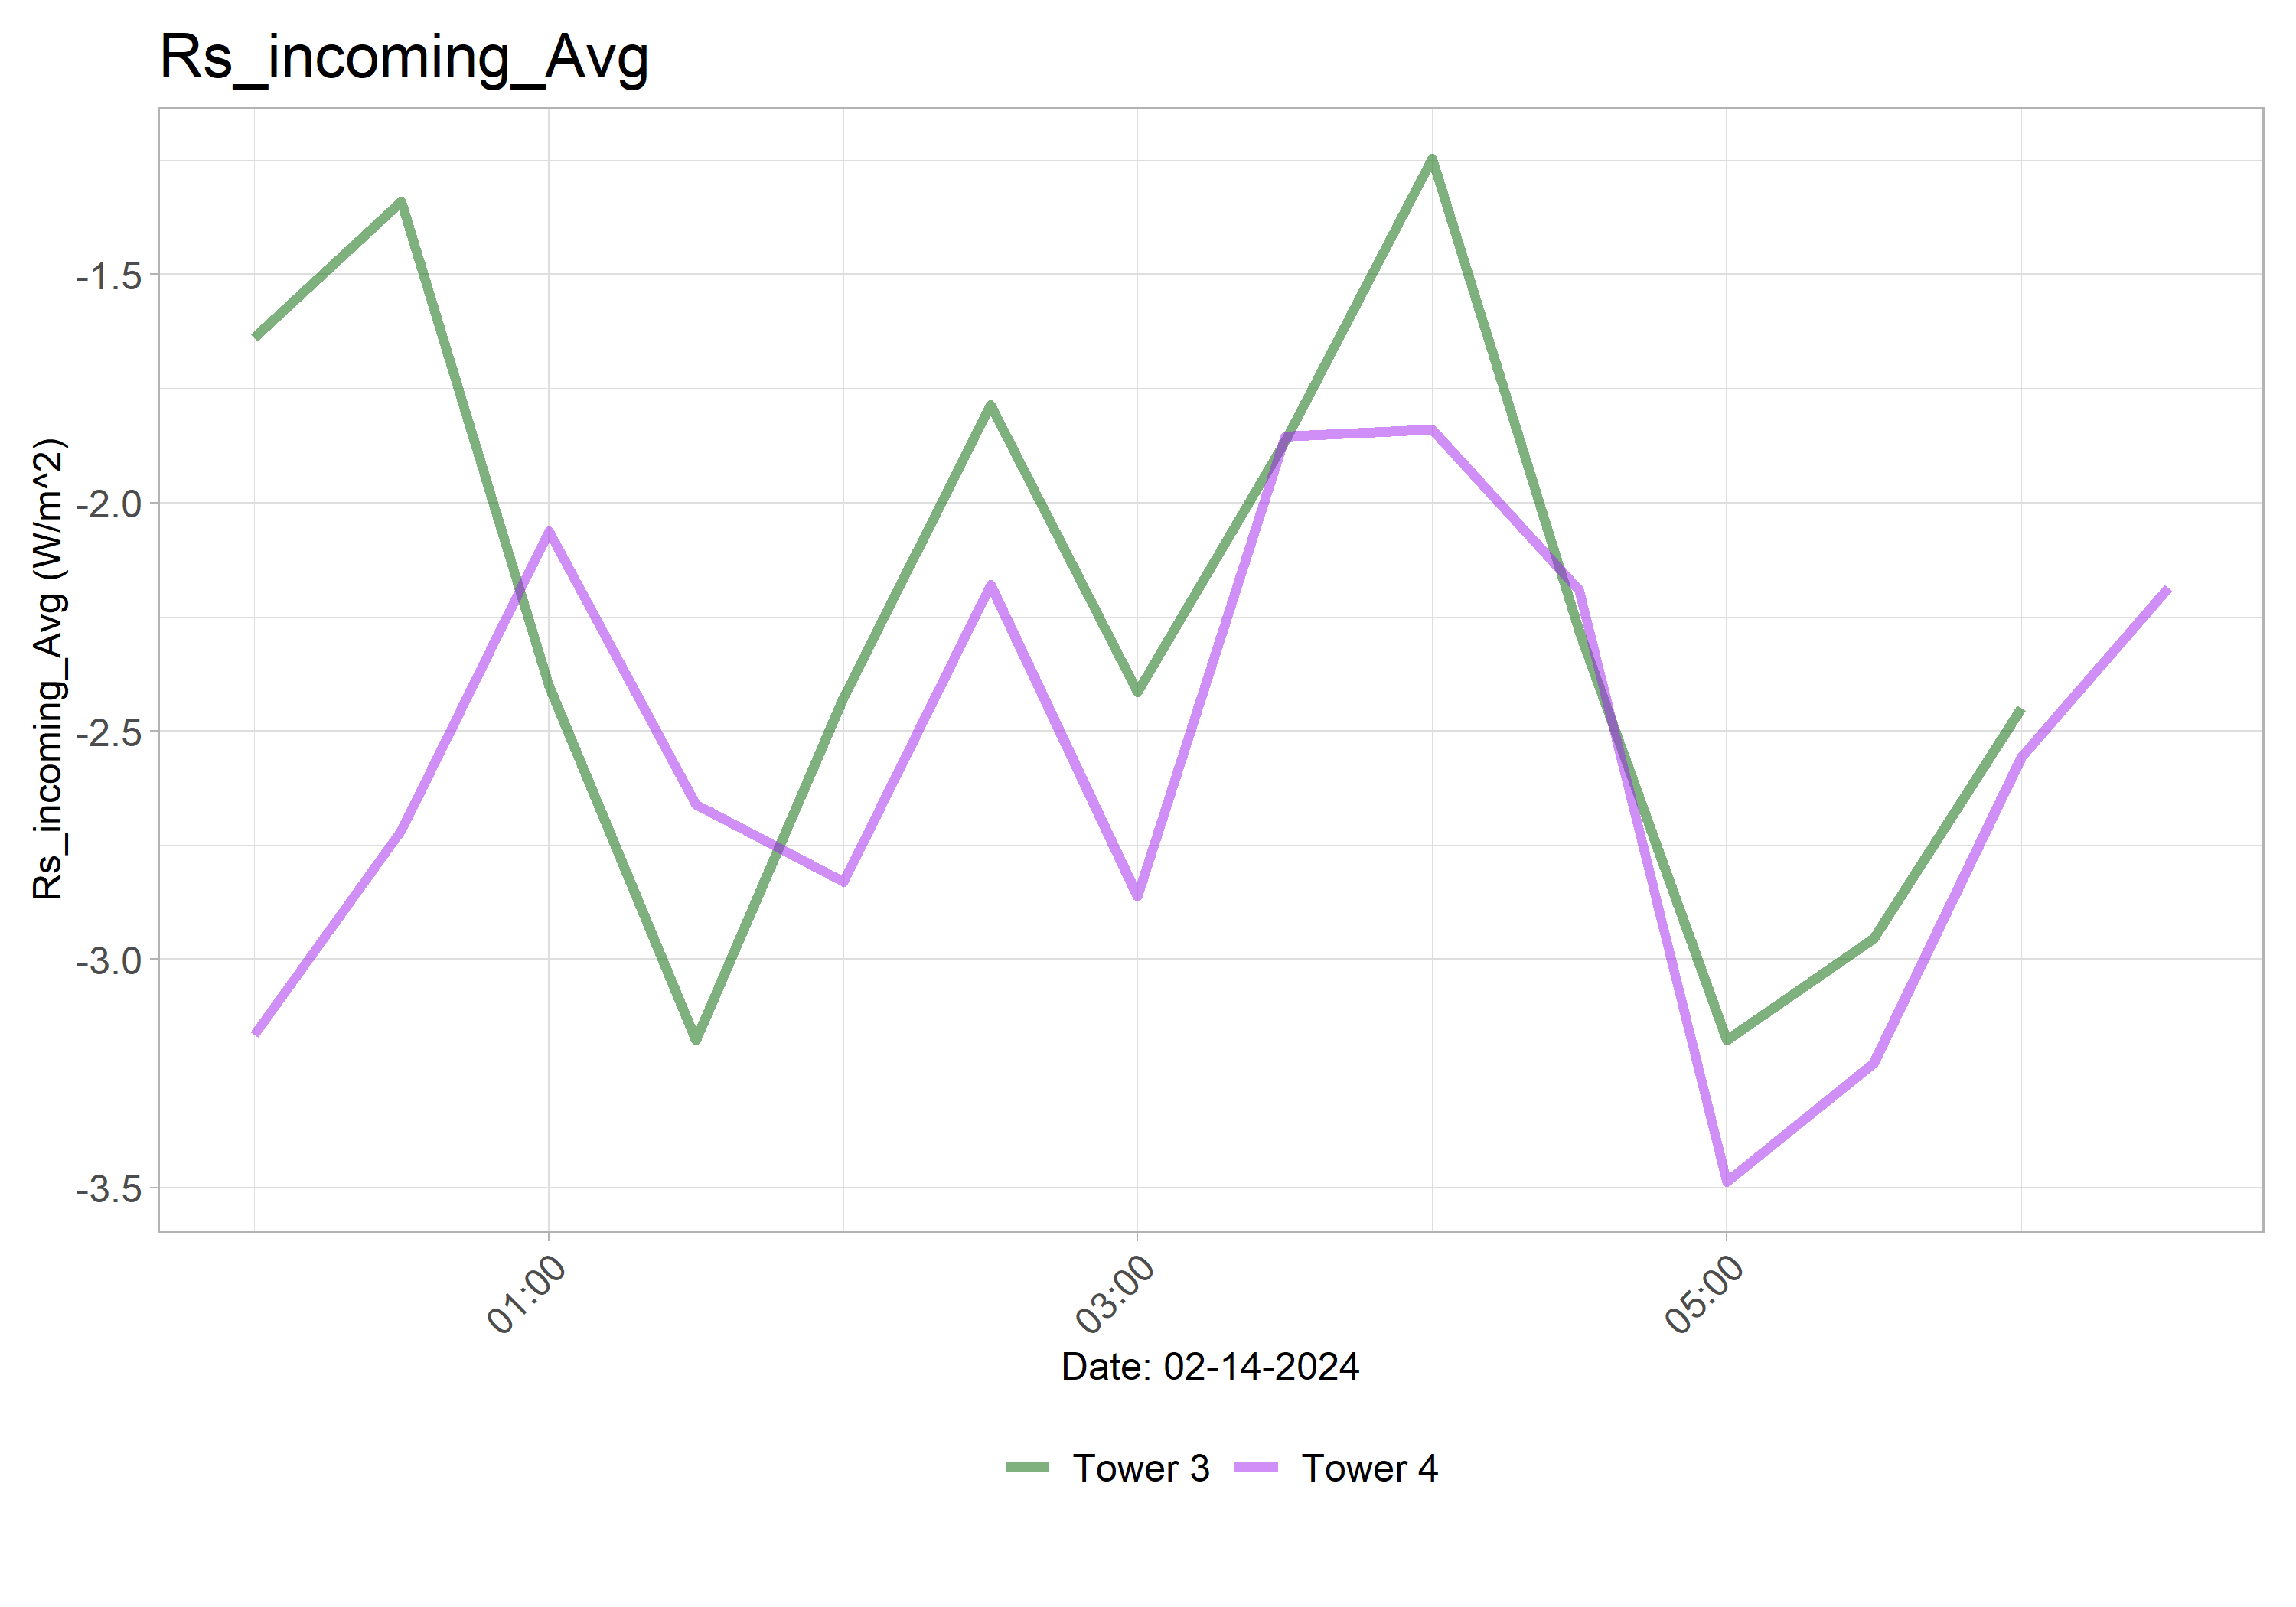 Rs_incoming_Avg
Rs_incoming_Avg (W/m^2)
-1.5
-2.0
-2.5
-3.0
-3.5
01:00
03:00
05:00
Date: 02-14-2024
Tower 3
Tower 4